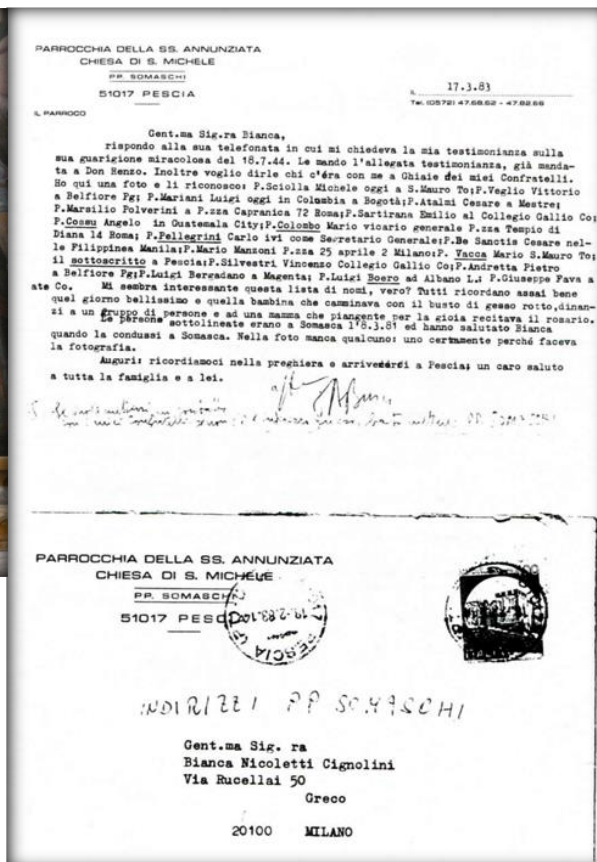 PARROCCHIA DELLA SS. ANNUNZIATA
CHIESA DI S. MICHELE
PP. SOMASCHI
51017 PESCIA
17.3.83
Tel. (0572) 47.68.62 - 47.82.66
IL PARROCO
Gent.ma Sig.ra Bianca,
rispondo alla sua telefonata in cui mi chiedeva la mia testimonianza sulla
sua guarigione miracolosa del 18.7.44. Le mando l'allegata testimonianza, già manda-
ta a Don Renzo. Inoltre voglio dirle chi c'éra con me a Ghiaie dei miei Confratelli.
Ho qui una foto e li riconosco: P.Sciolla Michele oggi a S.Mauro To;P.Veglio Vittorio
a Belfiore Pg; P.Mariani Luigi oggi in Colombia a Bogotà;P.Atalmi Cesare a Mestre;
P.Marsilio Polverini a P.zza Capranica 72 Roma;P.Sartirana Emilio al Collegio Gallio Co;
P.Cossu Angelo in Guatemala City;P.Colombo Mario vicario generale P.zza Tempio di
Diana 14 Roma; P.Pellegrini Carlo ivi come Segretario Generale;P.De Sanctis Cesare nel-
le Filippinea Manila;P.Mario Manzoni P.zza 25 aprile 2 Milano;P. Vacca Mario S.Mauro To;
il sottoscritto a Pescia;P.Silvestri Vincenzo Collegio Gallio Co;P.Andretta Pietro
a Belfiore Pg;P.Luigi Bergadano a Magenta; P.Luigi Boero ad Albano L.; P.Giuseppe Fava a
ate Co. Mi sembra interessante questa lista di nomi, vero? Tutti ricordano assai bene
quel giorno bellissimo e quella bambina che camminava con il busto di gesso rotto,dinan-
zi a un gruppo di persone e ad una mamma che piangente per la gioia recitava il rosario.
Le persone sottolineate erano a Somasca l'8.3.81 ed hanno salutato Bianca
quando la condussi a Somasca. Nella foto manca qualcuno: uno certamente perché faceva
la fotografia.
Auguri: ricordiamoci nella preghiera e arrivederci a Pescia; un caro saluto
a tutta la famiglia e a lei.
PARROCCHIA DELLA SS. ANNUNZIATA
CHIESA DI S. MICHELE
PP. SOMASCHI
51017 PESCIA
PESCIA
INDIRIZZI PP SOMASCHI
Gent.ma Sig. ra
Bianca Nicoletti Cignolini
Via Rucellai 50
Greco
20100 MILANO